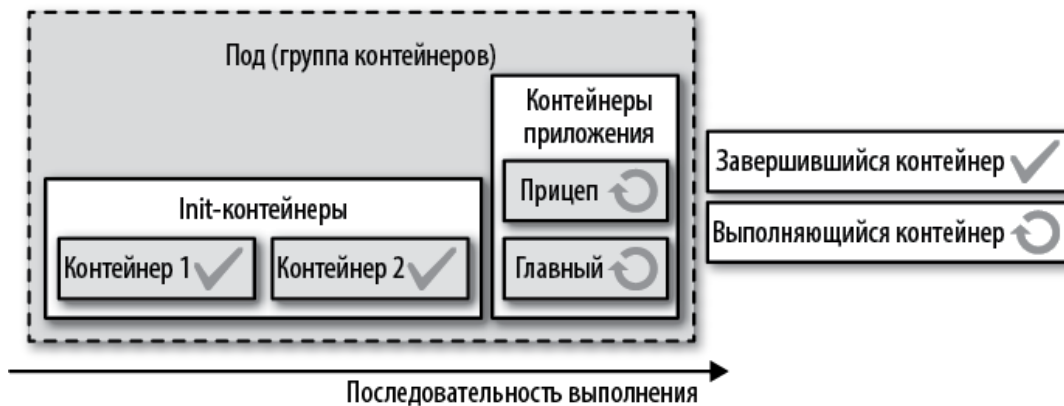 Под (группа контейнеров)
Контейнеры
приложения
Прицеп
Главный
Init-контейнеры
Контейнер 1
Контейнер 2
Завершившийся контейнер
Выполняющийся контейнер
Последовательность выполнения